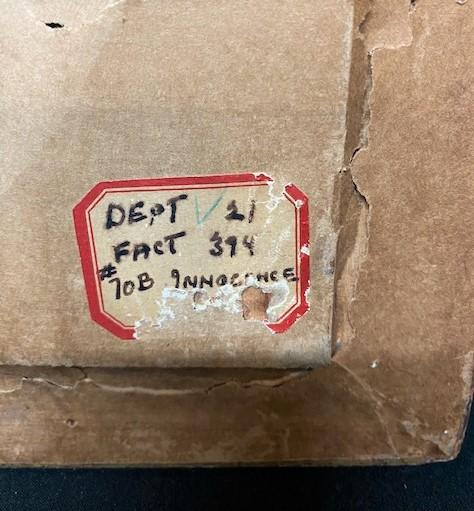 DEPT √ 21
FACT 394
#70B INNOCENCE